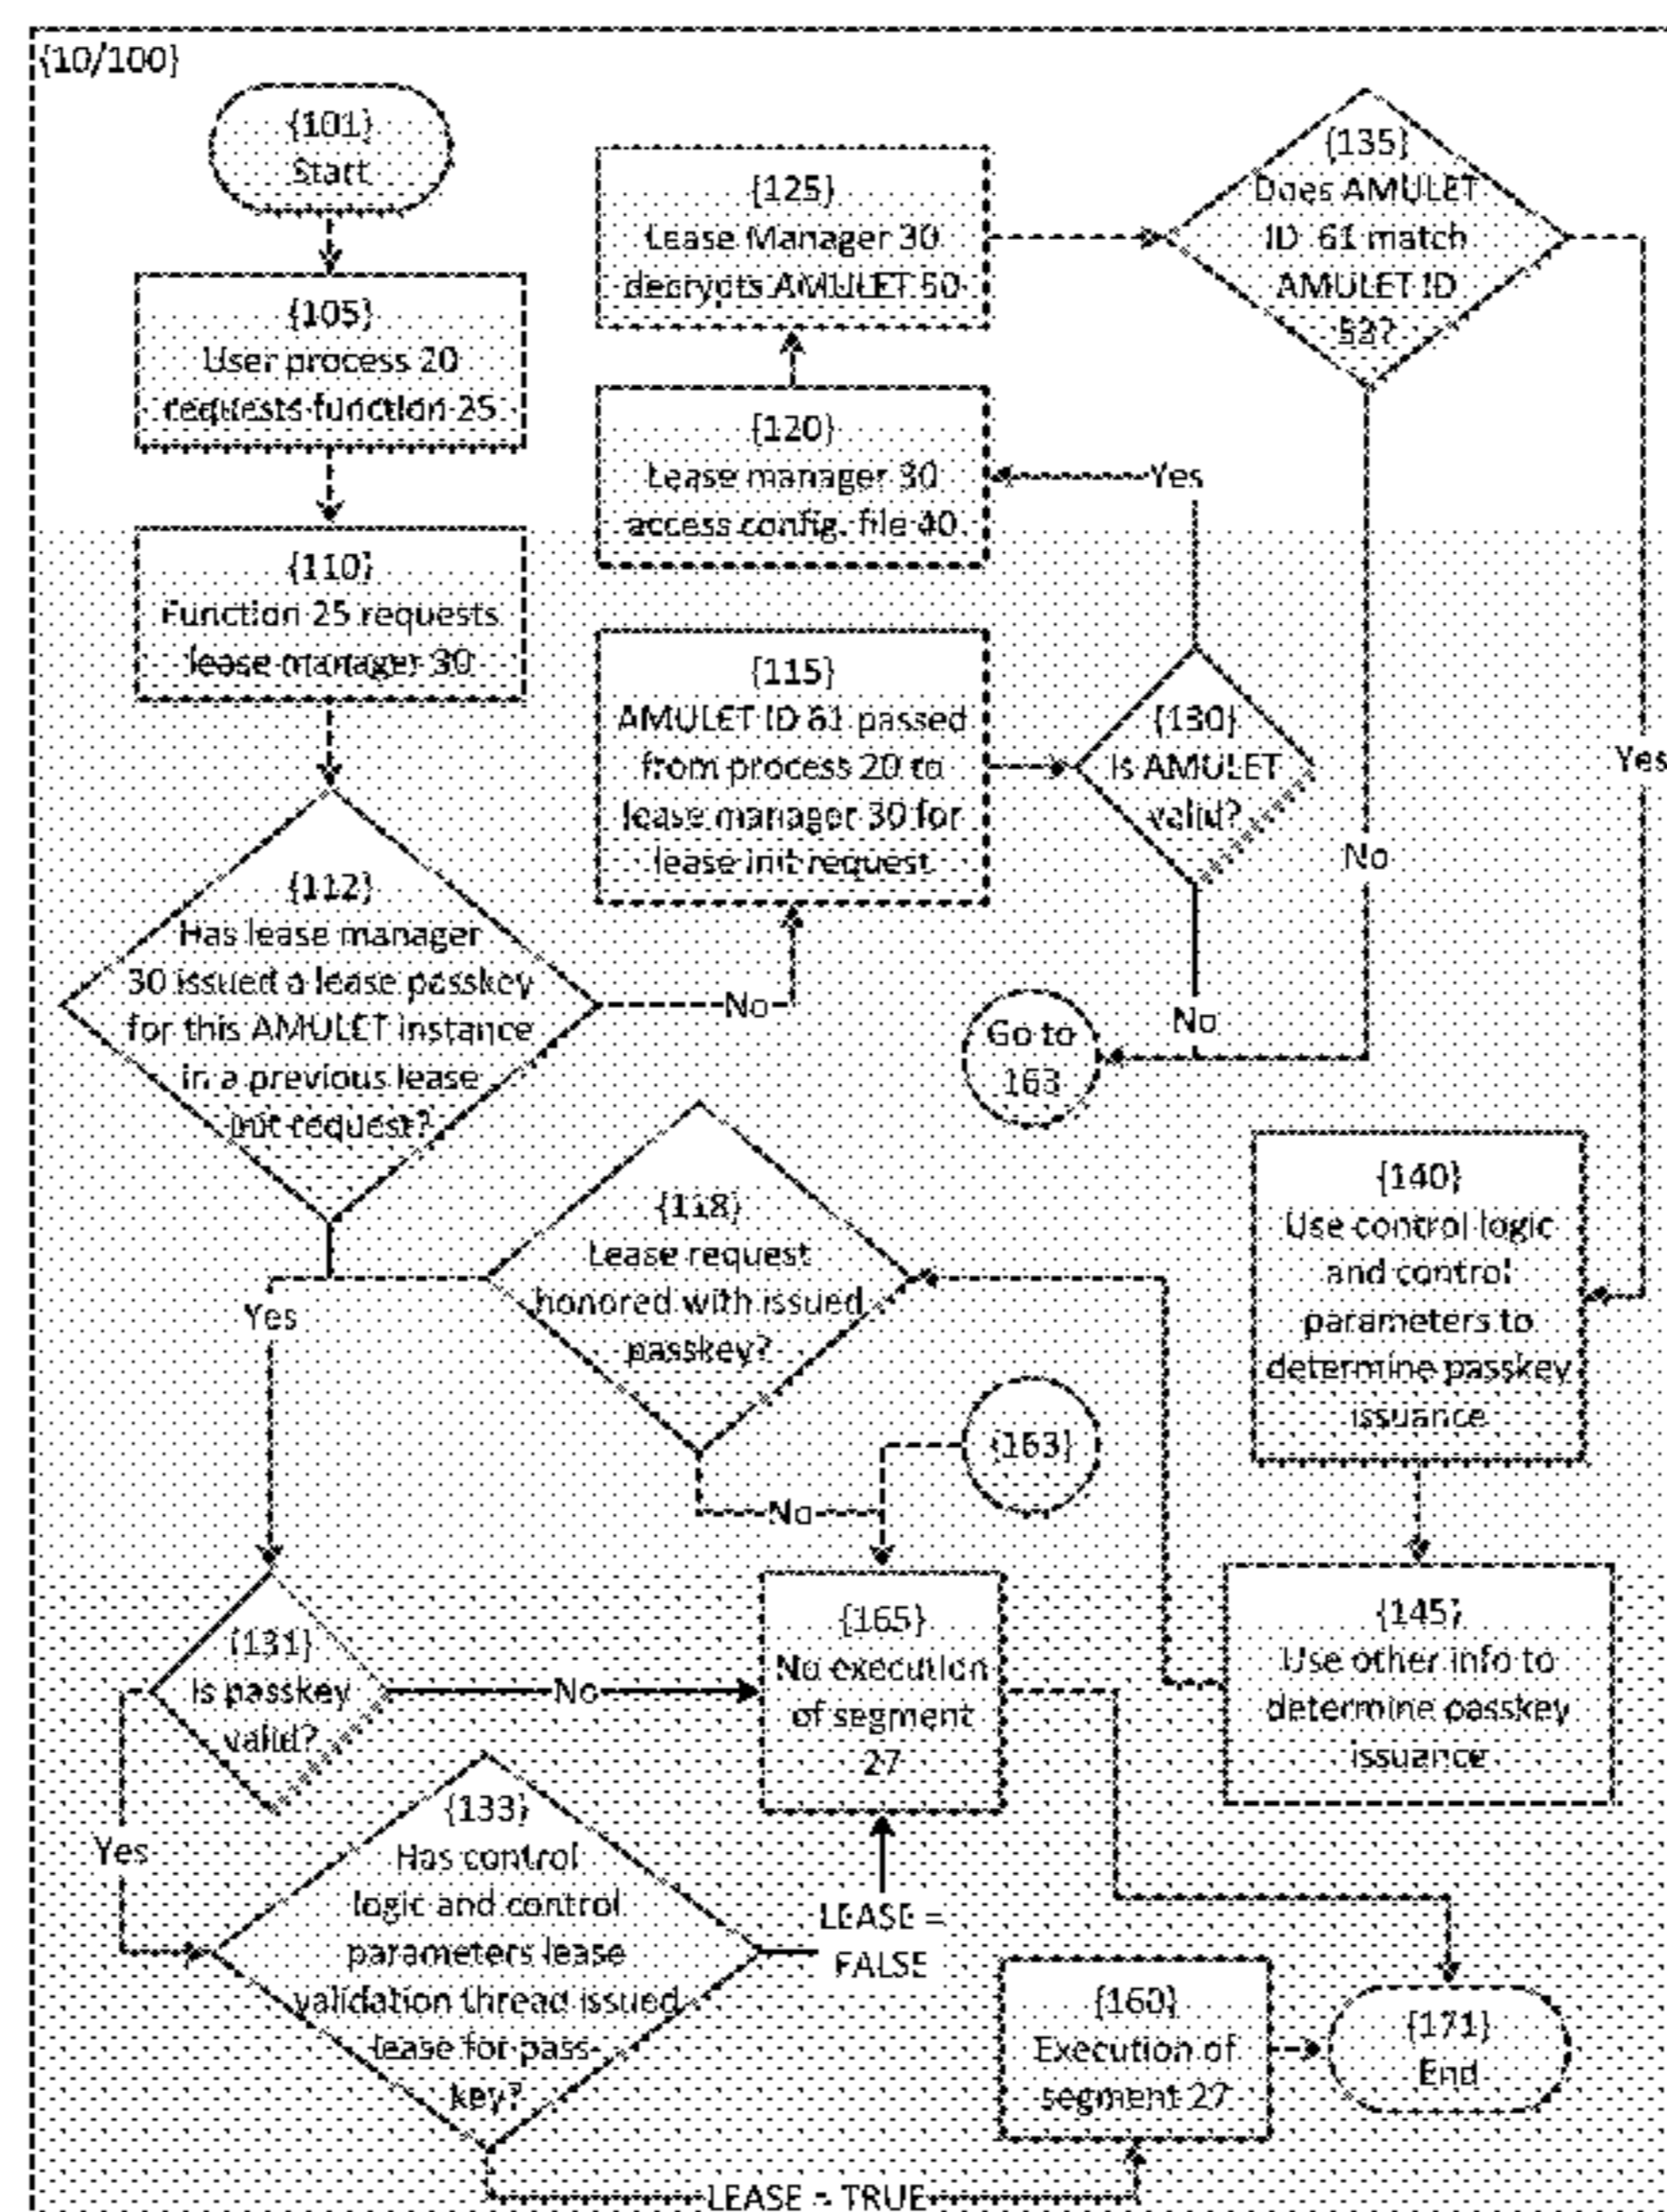 {10/100}
{101}
Start
{105}
User process 20
requests function 25
{110}
Function 25 requests
lease manager 30
{112}
Has lease manager
30 issued a lease passkey
for this AMULET instance
in a previous lease
init request?
No
Yes
{115}
AMULET ID 61 passed
from process 20 to
lease manager 30 for
lease init request
{130}
Is AMULET
valid?
Yes
No
{120}
Lease manager 30
access config. file 40
{125}
Lease Manager 30
decrypts AMULET 50
{135}
Does AMULET
ID 61 match
AMULET ID
52?
No
Yes
Go to
163
{140}
Use control logic
and control
parameters to
determine passkey
issuance
{145}
Use other info to
determine passkey
issuance
{118}
Lease request
honored with issued
passkey?
No
{163}
{131}
Is passkey
valid?
No
Yes
{165}
No execution
of segment
27
{133}
Has control
logic and control
parameters lease
validation thread issued
lease for pass-
key?
LEASE =
FALSE
LEASE = TRUE
{160}
Execution of
segment 27
{171}
End